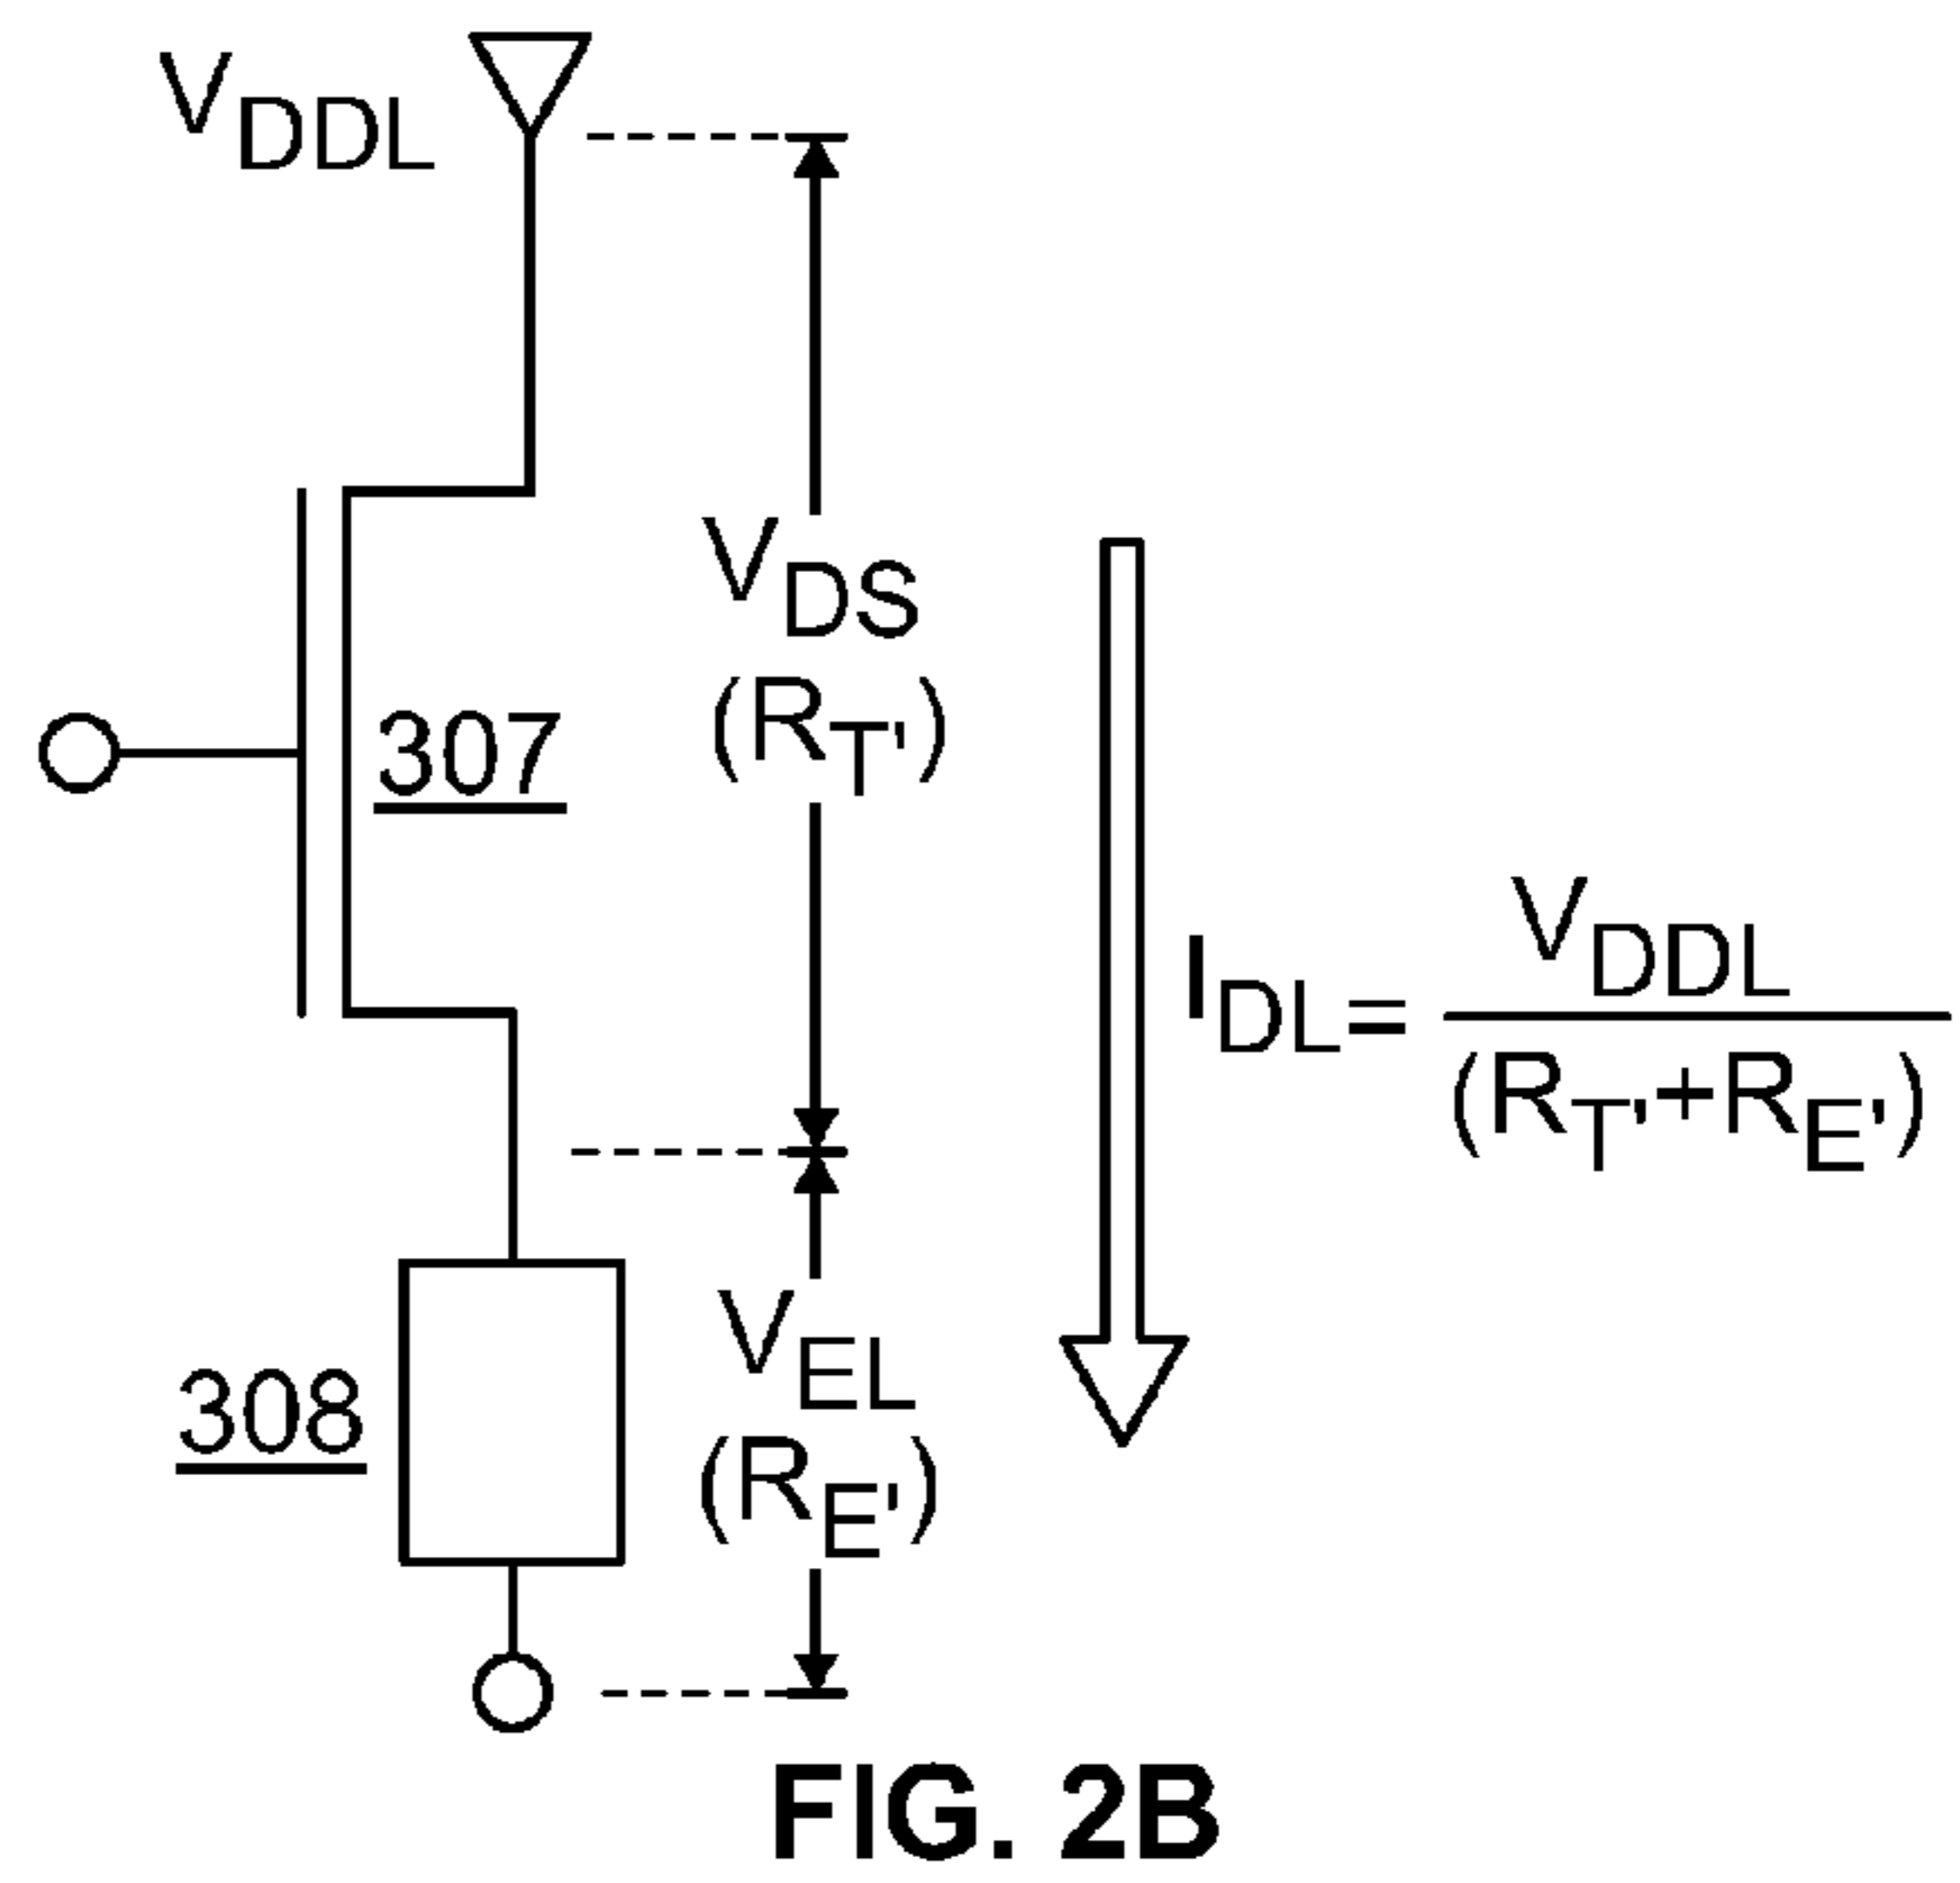 VDDL
VDS
(RT')
307
IDL=
VDDL
(RT'+RE')
VEL
(RE')
308
FIG. 2B